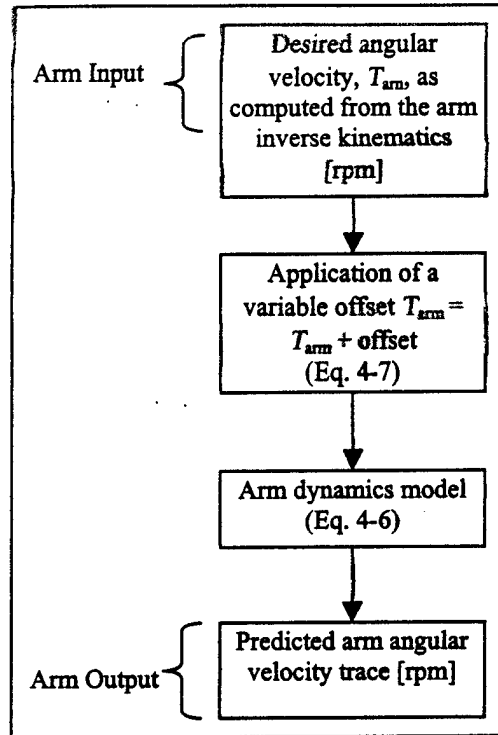 Arm Input
Desired angular
velocity, T_arm, as
computed from the arm
inverse kinematics
[rpm]
Application of a
variable offset T_arm =
T_arm + offset
(Eq. 4-7)
Arm dynamics model
(Eq. 4-6)
Arm Output
Predicted arm angular
velocity trace [rpm]